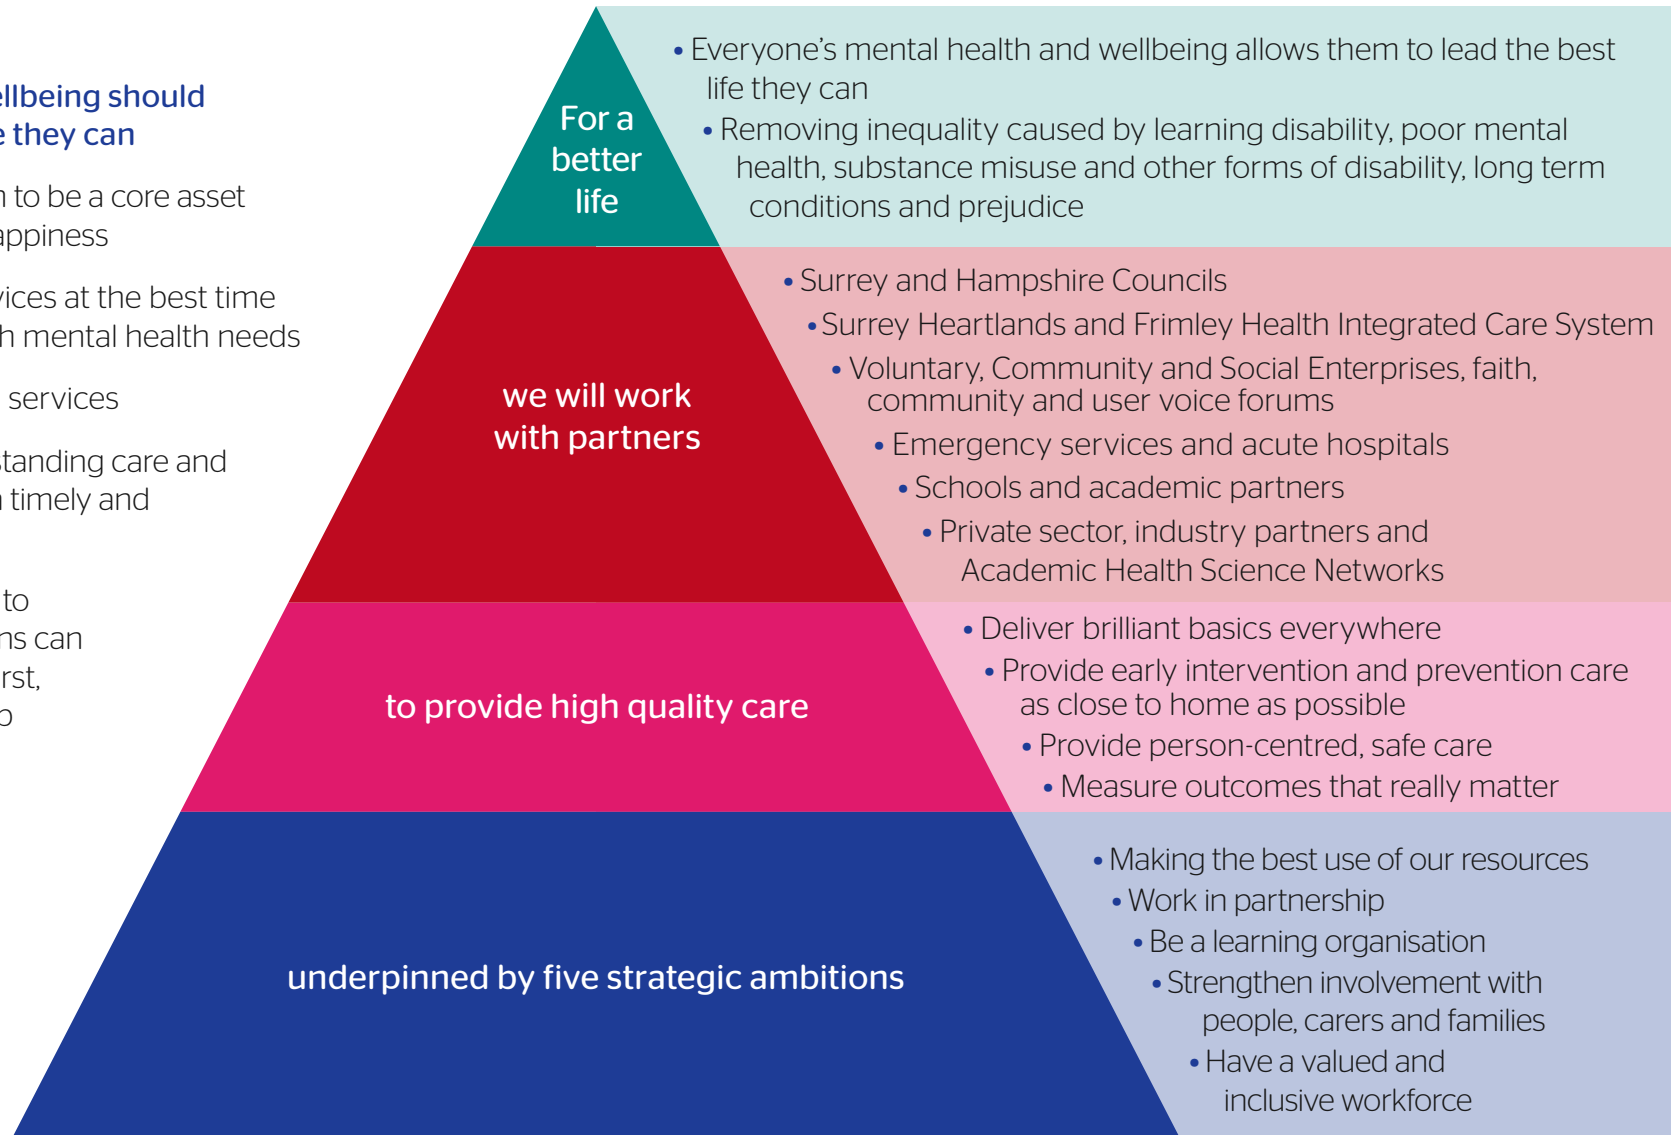 ellbeing should
e they can
n to be a core asset
appiness
vices at the best time
h mental health needs
services
standing care and
n timely and
to
ns can
rst,
p
For a
better
life
• Everyone's mental health and wellbeing allows them to lead the best
life they can
• Removing inequality caused by learning disability, poor mental
health, substance misuse and other forms of disability, long term
conditions and prejudice
we will work
with partners
• Surrey and Hampshire Councils
• Surrey Heartlands and Frimley Health Integrated Care System
• Voluntary, Community and Social Enterprises, faith,
community and user voice forums
• Emergency services and acute hospitals
• Schools and academic partners
• Private sector, industry partners and
Academic Health Science Networks
to provide high quality care
• Deliver brilliant basics everywhere
• Provide early intervention and prevention care
as close to home as possible
• Provide person-centred, safe care
• Measure outcomes that really matter
underpinned by five strategic ambitions
• Making the best use of our resources
• Work in partnership
• Be a learning organisation
• Strengthen involvement with
people, carers and families
• Have a valued and
inclusive workforce